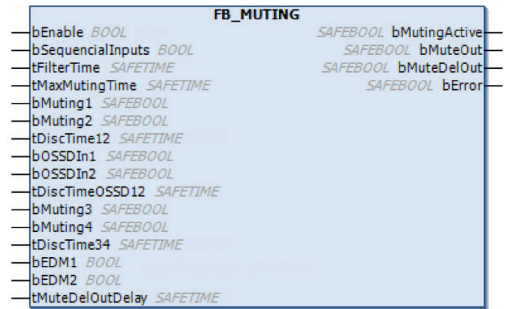 FB_MUTING
bEnable BOOL SAFEBOOL bMutingActive
bSequencialInputs BOOL SAFEBOOL bMuteOut
tFilterTime SAFETIME SAFEBOOL bMuteDelOut
tMaxMutingTime SAFETIME SAFEBOOL bError
bMuting1 SAFEBOOL
bMuting2 SAFEBOOL
tDiscTime12 SAFETIME
bOSSDIn1 SAFEBOOL
bOSSDIn2 SAFEBOOL
tDiscTimeOSSD12 SAFETIME
bMuting3 SAFEBOOL
bMuting4 SAFEBOOL
tDiscTime34 SAFETIME
bEDM1 BOOL
bEDM2 BOOL
tMuteDelOutDelay SAFETIME